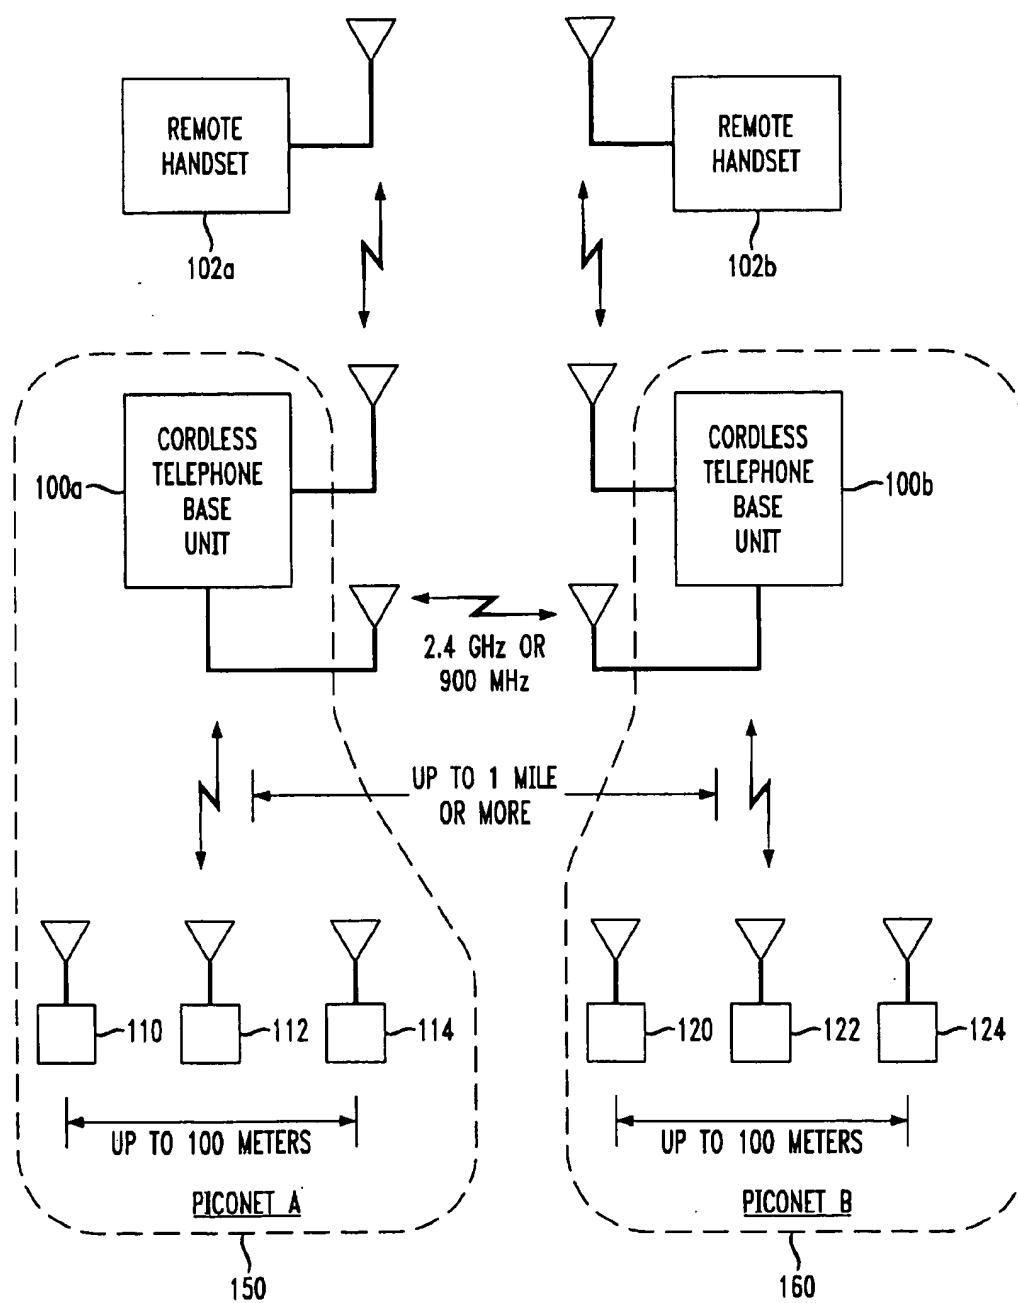 REMOTE
HANDSET
102a
REMOTE
HANDSET
102b
CORDLESS
TELEPHONE
BASE
UNIT
100a
CORDLESS
TELEPHONE
BASE
UNIT
100b
2.4 GHz OR
900 MHz
UP TO 1 MILE
OR MORE
110
112
114
120
122
124
UP TO 100 METERS
UP TO 100 METERS
PICONET A
PICONET B
150
160